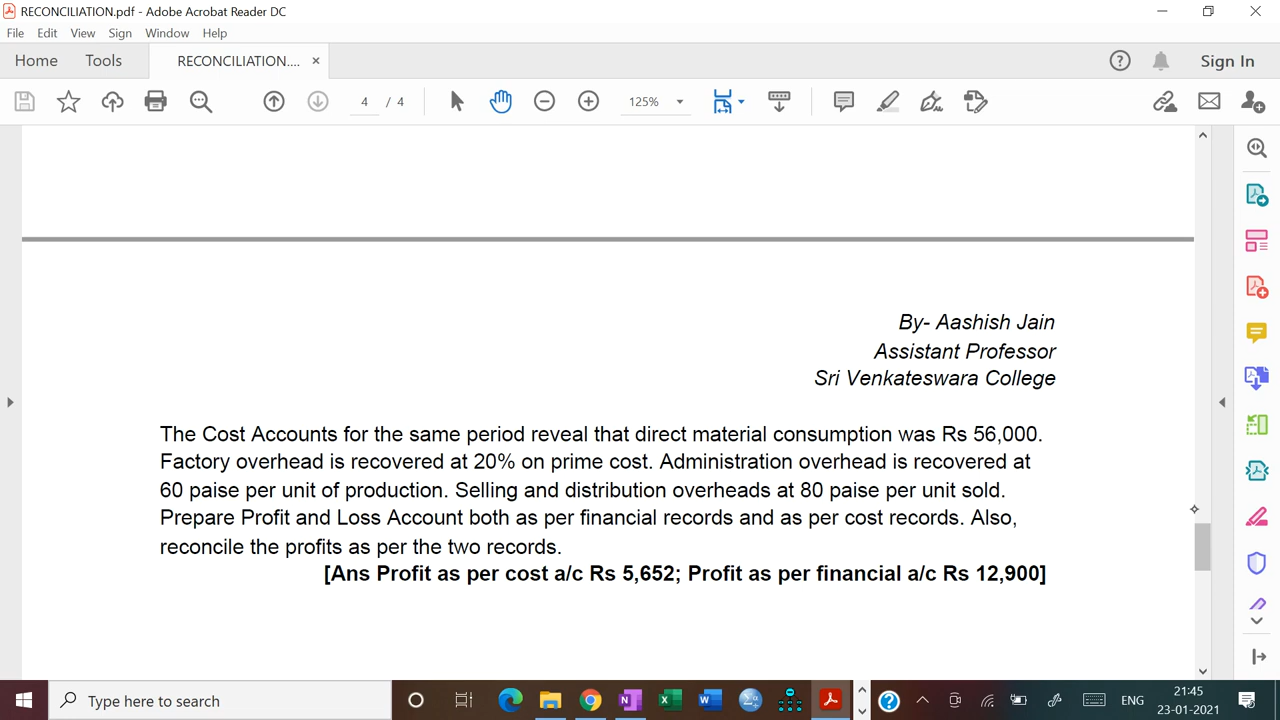 RECONCILIATION.pdf - Adobe Acrobat Reader DC
File Edit View Sign Window Help
Home Tools RECONCILIATION.... × Sign In
4 / 4 125%
By- Aashish Jain
Assistant Professor
Sri Venkateswara College
The Cost Accounts for the same period reveal that direct material consumption was Rs 56,000.
Factory overhead is recovered at 20% on prime cost. Administration overhead is recovered at
60 paise per unit of production. Selling and distribution overheads at 80 paise per unit sold.
Prepare Profit and Loss Account both as per financial records and as per cost records. Also,
reconcile the profits as per the two records.
[Ans Profit as per cost a/c Rs 5,652; Profit as per financial a/c Rs 12,900]
Type here to search
ENG
21:45
23-01-2021